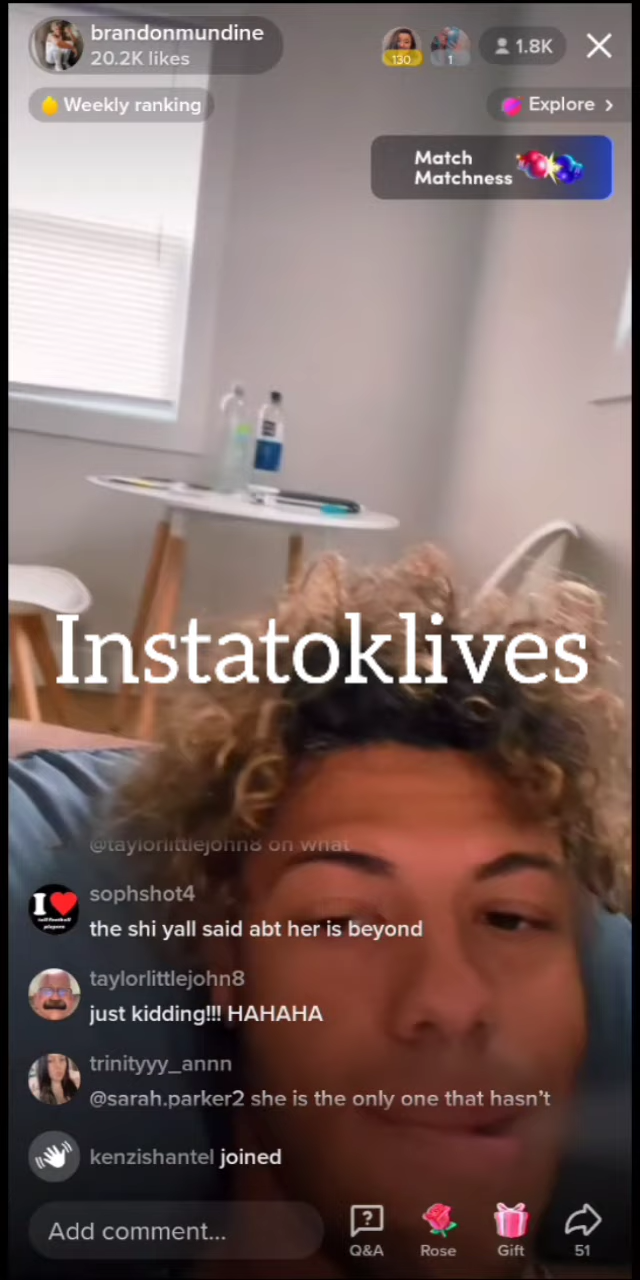 brandonmundine
20.2K likes
130
1
1.8K
Weekly ranking
Explore >
Match
Matchness
Instatoklives
@taylorlittlejohn8 on what
sophshot4
I
the shi yall said abt her is beyond
taylorlittlejohn8
just kidding!!! HAHAHA
trinityyy_annn
@sarah.parker2 she is the only one that hasn't
kenzishantel joined
Add comment...
Q&A
Rose
Gift
51